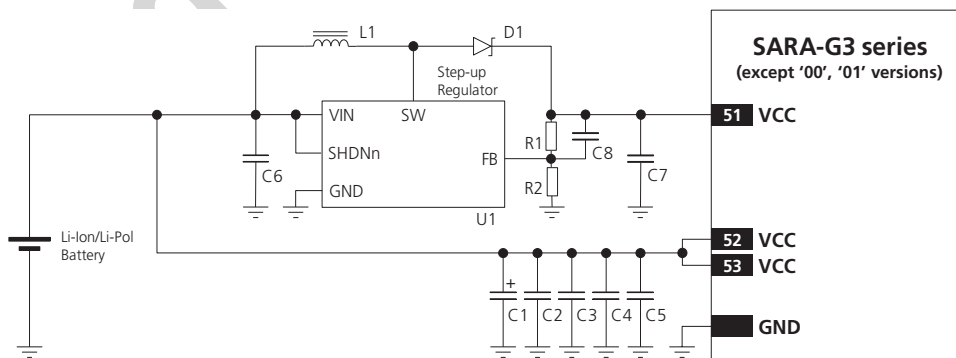 L1
D1
SARA-G3 series
(except ‘00’, ‘01’ versions)
Step-up
Regulator
VIN
SW
51 VCC
R1
SHDNn
FB
C8
C6
C7
R2
GND
U1
Li-Ion/Li-Pol
Battery
52 VCC
53 VCC
+
C1 C2 C3 C4 C5
GND